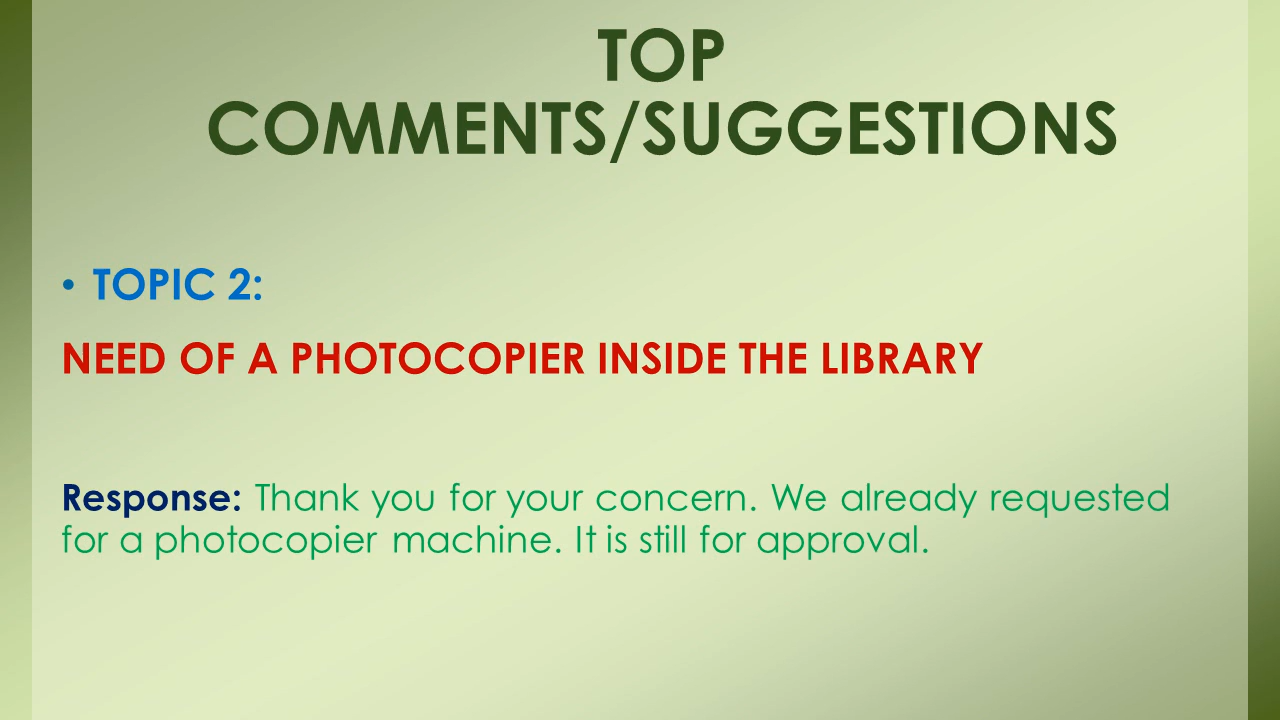 TOP
COMMENTS/SUGGESTIONS
• TOPIC 2:
NEED OF A PHOTOCOPIER INSIDE THE LIBRARY
Response: Thank you for your concern. We already requested
for a photocopier machine. It is still for approval.